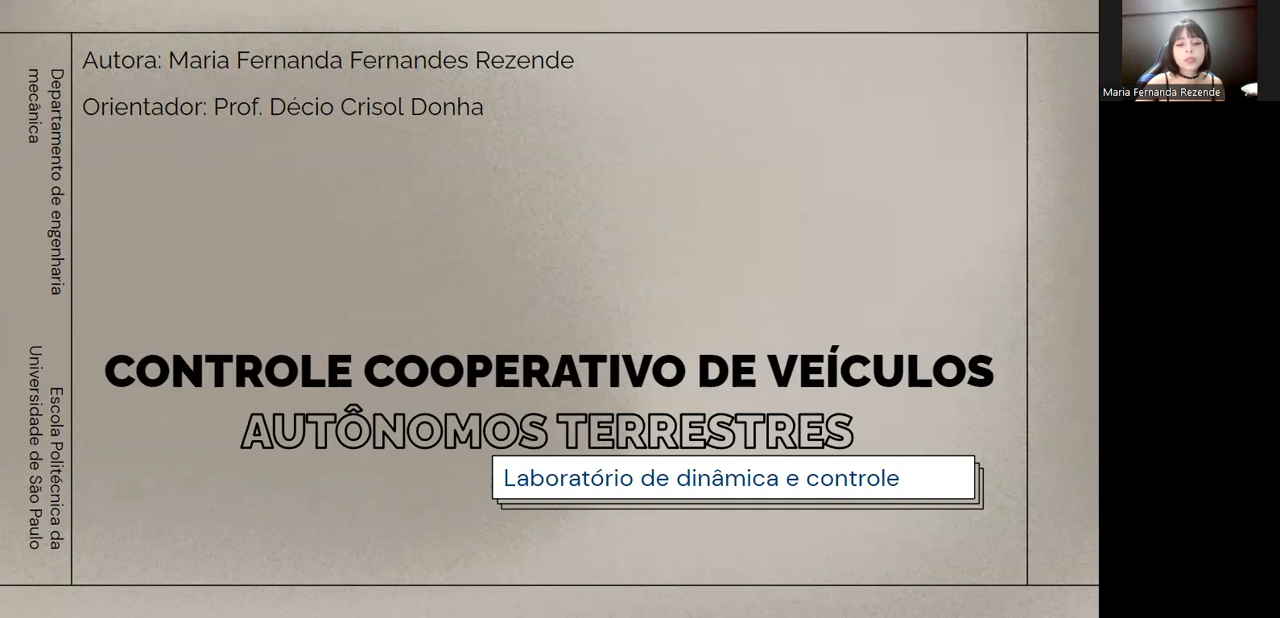 Autora: Maria Fernanda Fernandes Rezende
Orientador: Prof. Décio Crisol Donha
Departamento de engenharia
mecânica
Escola Politécnica da
Universidade de São Paulo
CONTROLE COOPERATIVO DE VEÍCULOS
AUTÔNOMOS TERRESTRES
Laboratório de dinâmica e controle
Maria Fernanda Rezende